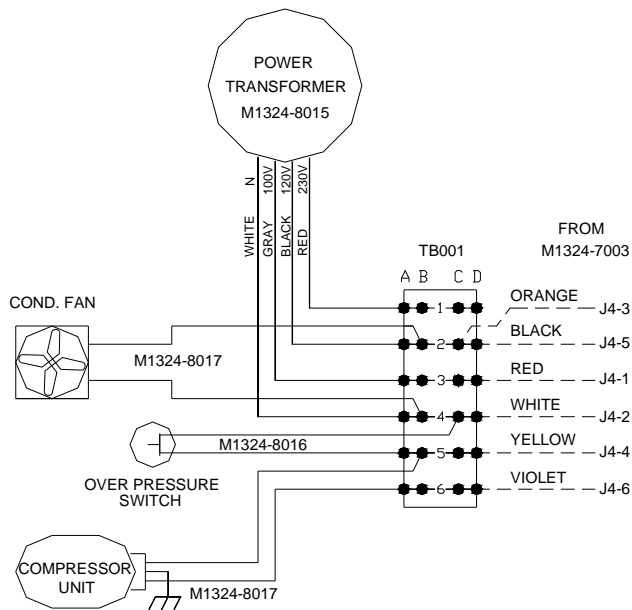 POWER
TRANSFORMER
M1324-8015
N
100V
120V
230V
WHITE
GRAY
BLACK
RED
FROM
M1324-7003
TB001
A B C D
COND. FAN
M1324-8017
1
ORANGE
J4-3
2
BLACK
J4-5
3
RED
J4-1
4
WHITE
J4-2
5
YELLOW
J4-4
6
VIOLET
J4-6
M1324-8016
OVER PRESSURE
SWITCH
COMPRESSOR
UNIT
M1324-8017